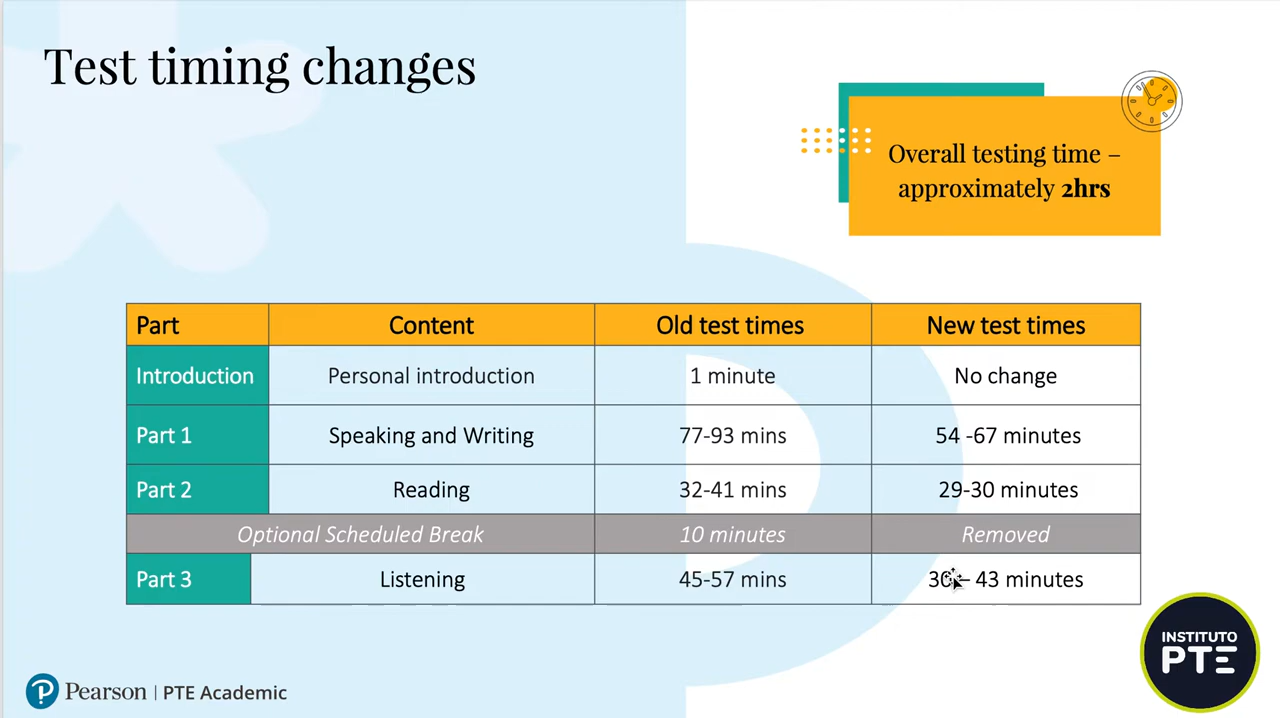 Test timing changes
Overall testing time –
approximately 2hrs
Part Content Old test times New test times
Introduction Personal introduction 1 minute No change
Part 1 Speaking and Writing 77-93 mins 54 -67 minutes
Part 2 Reading 32-41 mins 29-30 minutes
Optional Scheduled Break 10 minutes Removed
Part 3 Listening 45-57 mins 30 – 43 minutes
Pearson | PTE Academic
INSTITUTO
PTE